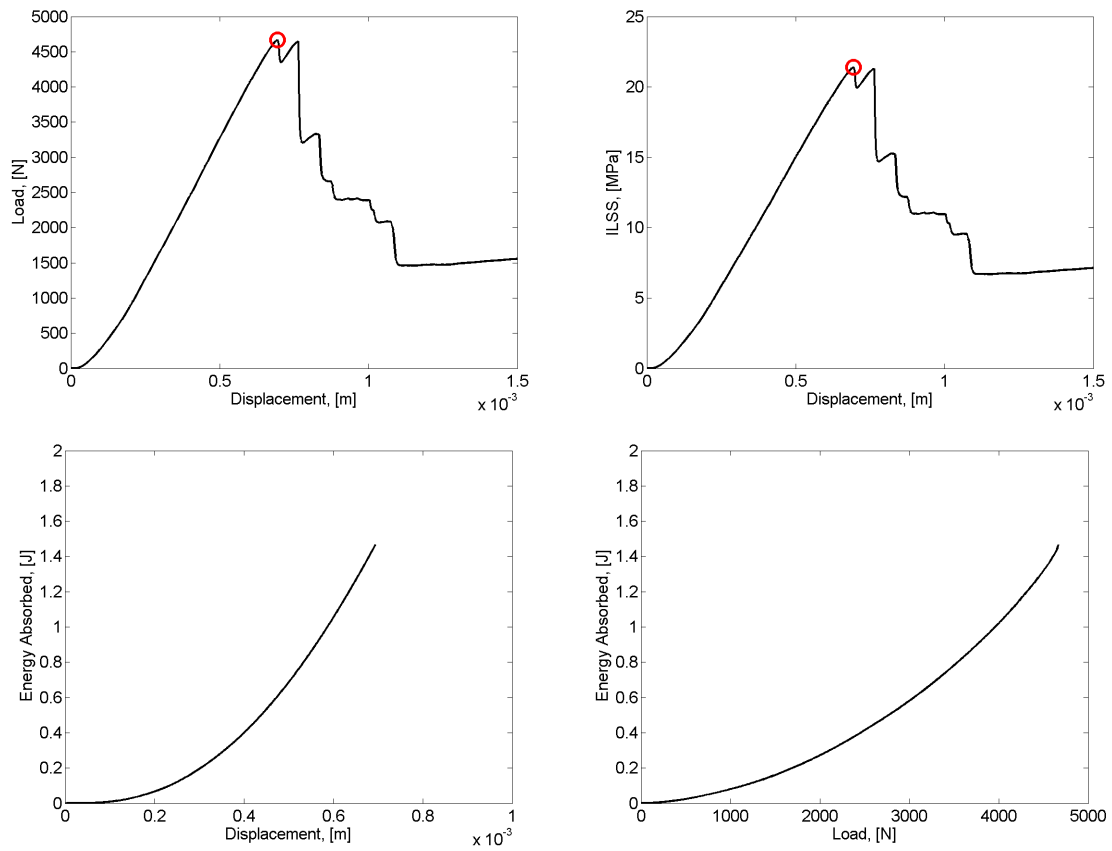 5000
4500
4000
3500
3000
2500
2000
1500
1000
500
0
Load, [N]
0 0.5 1 1.5
Displacement, [m]
x 10^-3
25
20
15
10
5
0
ILSS, [MPa]
0 0.5 1 1.5
Displacement, [m]
x 10^-3
2
1.8
1.6
1.4
1.2
1
0.8
0.6
0.4
0.2
0
Energy Absorbed, [J]
0 0.2 0.4 0.6 0.8 1
Displacement, [m]
x 10^-3
2
1.8
1.6
1.4
1.2
1
0.8
0.6
0.4
0.2
0
Energy Absorbed, [J]
0 1000 2000 3000 4000 5000
Load, [N]